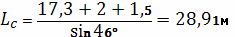 L_C = (17,3 + 2 + 1,5) / sin 46° = 28,91м